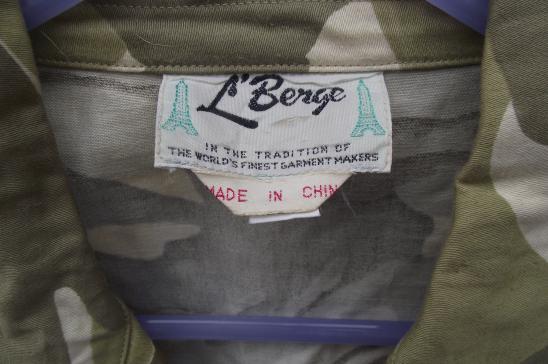 L'Berge
IN THE TRADITION OF
THE WORLD'S FINEST GARMENT MAKERS
MADE IN CHIN